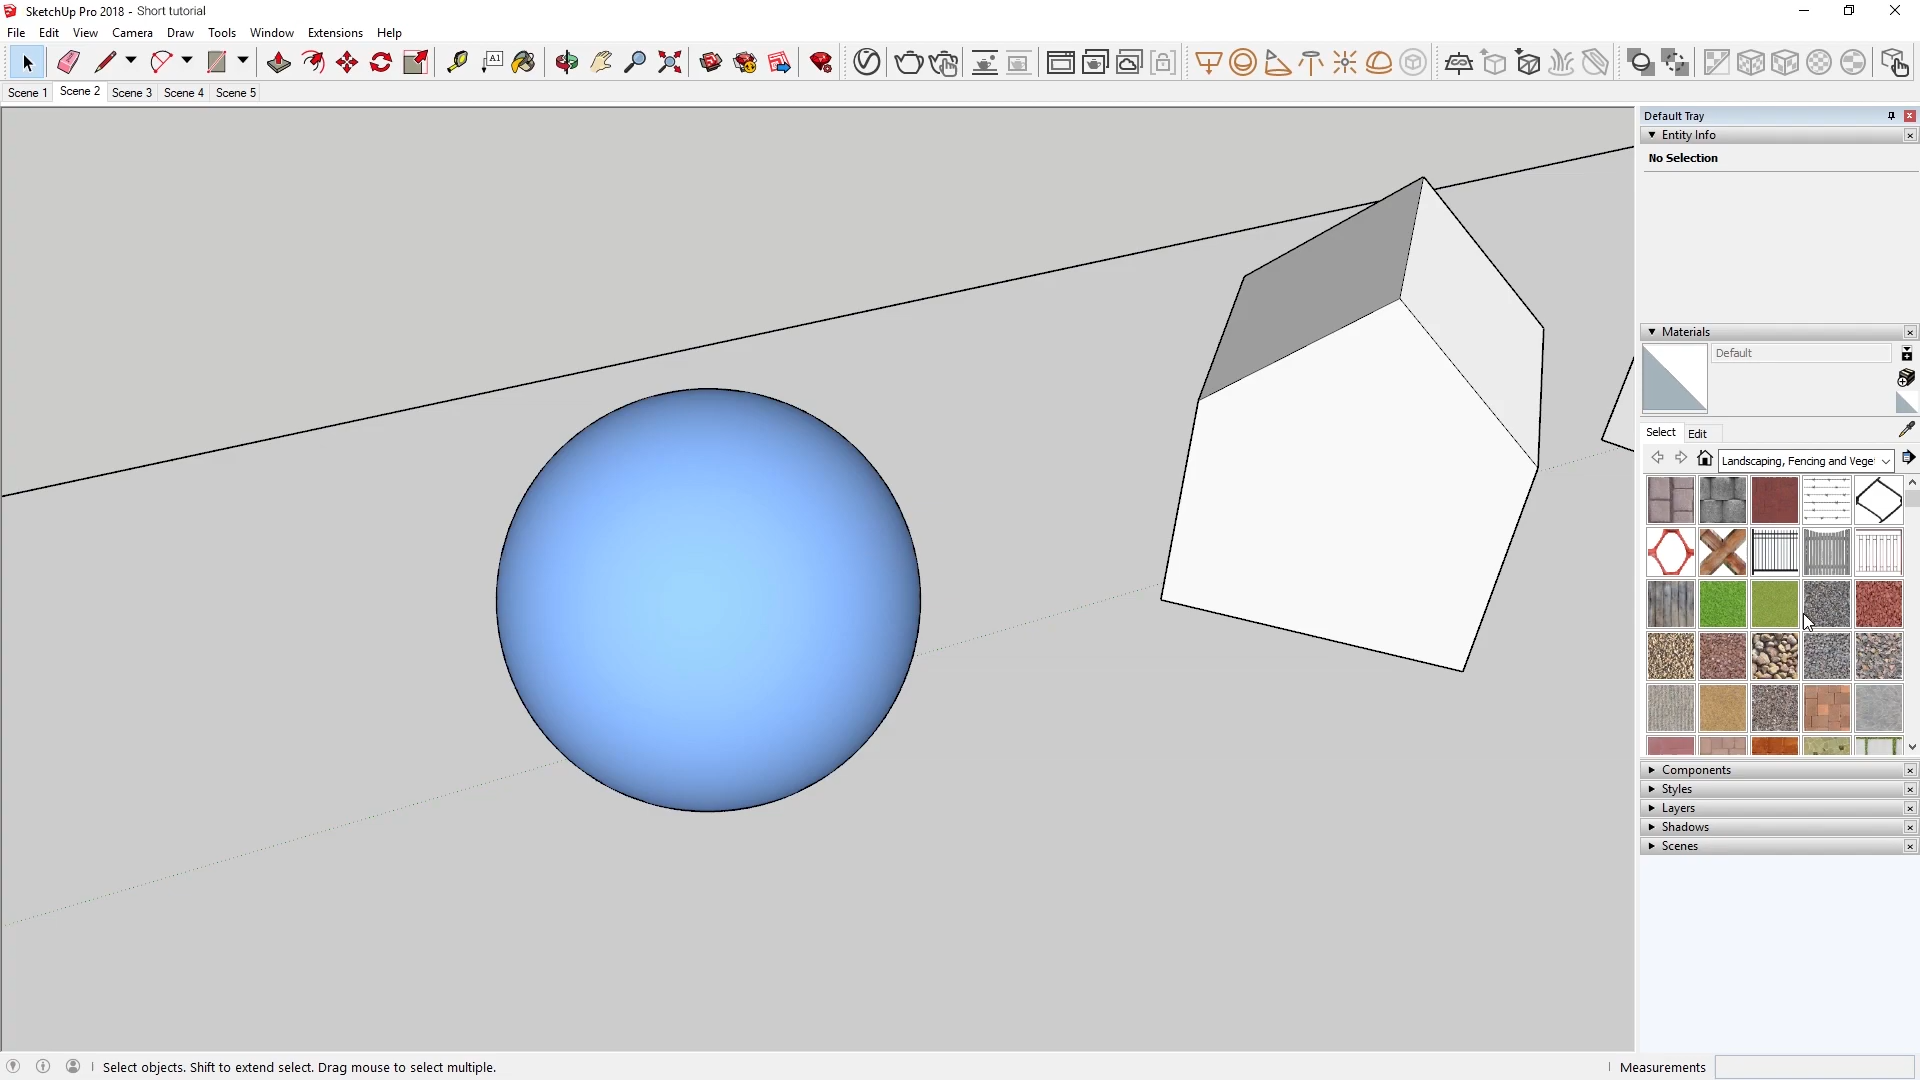 SketchUp Pro 2018 - Short tutorial
File Edit View Camera Draw Tools Window Extensions Help
A1
Scene 1 Scene 2 Scene 3 Scene 4 Scene 5
Default Tray
Entity Info
No Selection
Materials
Default
Select Edit
Landscaping, Fencing and Vege
Components
Styles
Layers
Shadows
Scenes
Select objects. Shift to extend select. Drag mouse to select multiple.
Measurements